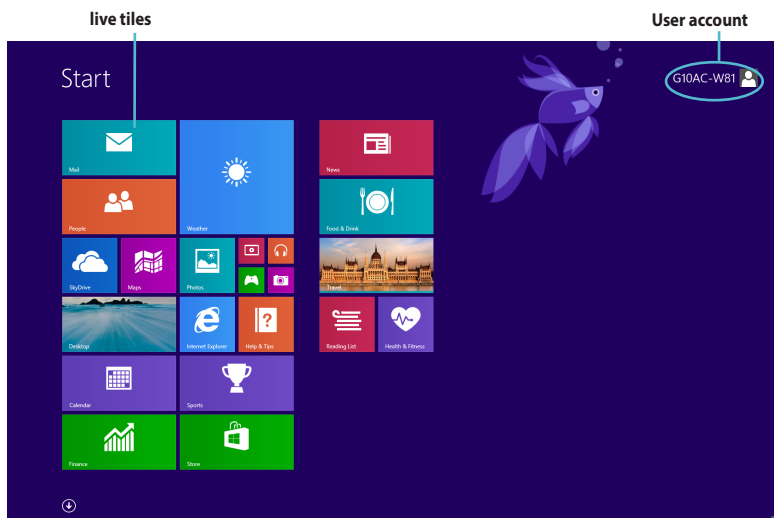 live tiles
User account
Start
G10AC-W81
Mail
Weather
News
People
Food & Drink
SkyDrive
Maps
Photos
Travel
Desktop
Internet Explorer
Help & Tips
Reading List
Health & Fitness
Calendar
Sports
Finance
Store